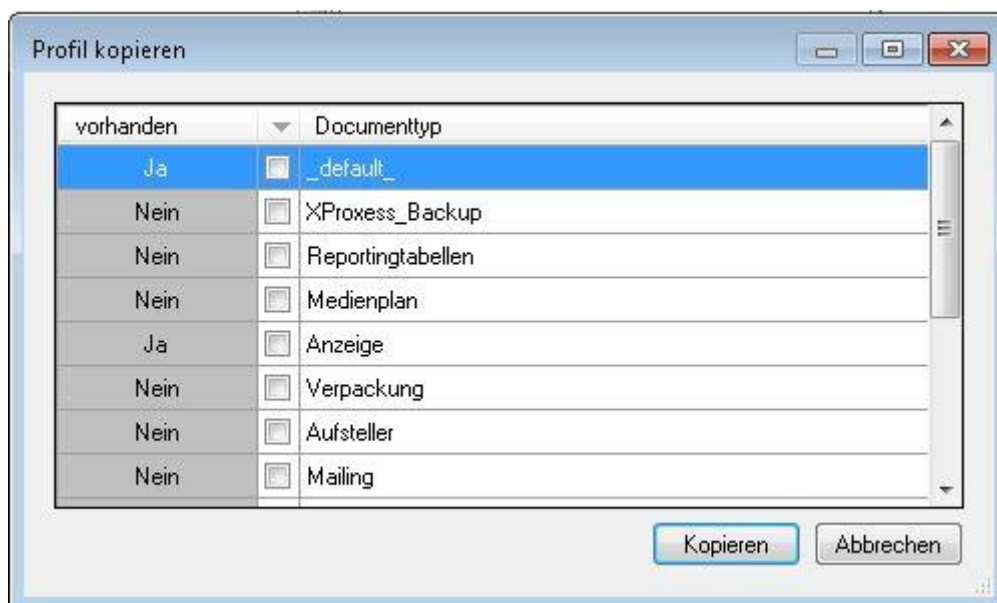 Profil kopieren
vorhanden Documenttyp
Ja _default_
Nein XProxess_Backup
Nein Reportingtabellen
Nein Medienplan
Ja Anzeige
Nein Verpackung
Nein Aufsteller
Nein Mailing
Kopieren Abbrechen